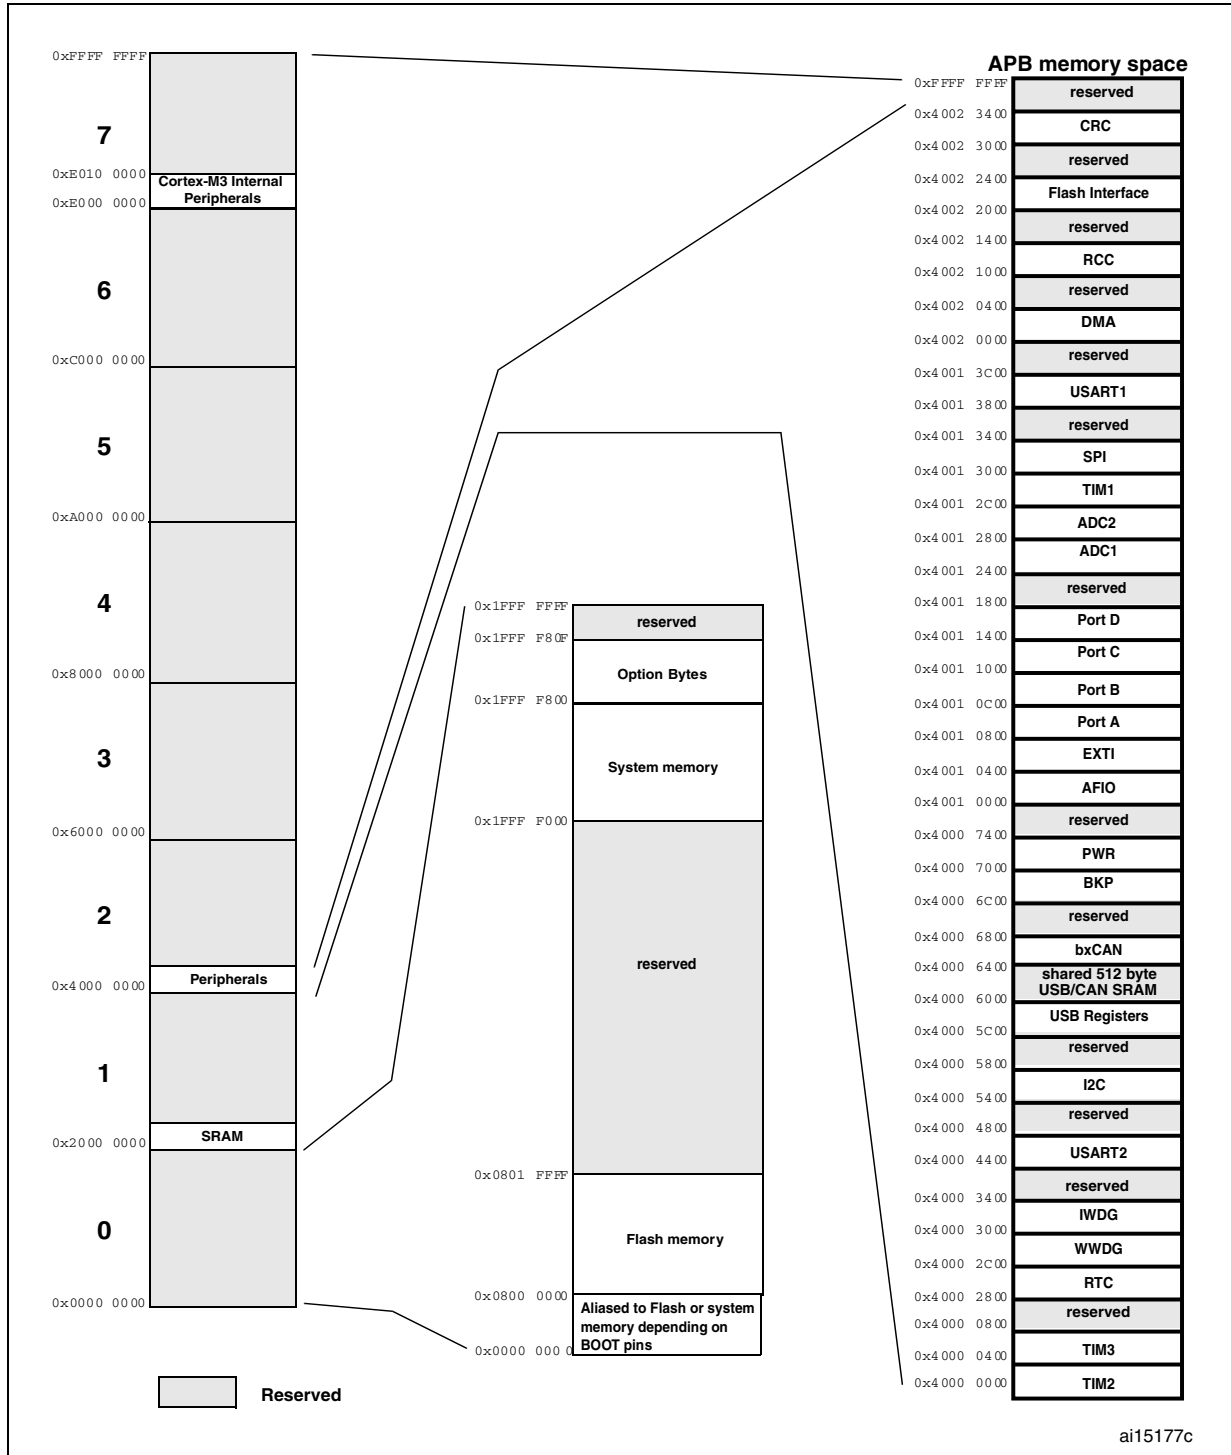 0xFFFF FFFF
7
0xE010 0000
Cortex-M3 Internal
Peripherals
0xE000 0000
6
0xC000 0000
5
0xA000 0000
4
0x8000 0000
3
0x6000 0000
2
Peripherals
0x4000 0000
1
SRAM
0x2000 0000
0
0x0000 0000
Reserved
0x1FFF FFFF
reserved
0x1FFF F80F
Option Bytes
0x1FFF F800
System memory
0x1FFF F000
reserved
0x0801 FFFF
Flash memory
0x0800 0000
Aliased to Flash or system
memory depending on
BOOT pins
0x0000 0000
APB memory space
0xFFFF FFFF
reserved
0x4002 3400
CRC
0x4002 3000
reserved
0x4002 2400
Flash Interface
0x4002 2000
reserved
0x4002 1400
RCC
0x4002 1000
reserved
0x4002 0400
DMA
0x4002 0000
reserved
0x4001 3C00
USART1
0x4001 3800
reserved
0x4001 3400
SPI
0x4001 3000
TIM1
0x4001 2C00
ADC2
0x4001 2800
ADC1
0x4001 2400
reserved
0x4001 1800
Port D
0x4001 1400
Port C
0x4001 1000
Port B
0x4001 0C00
Port A
0x4001 0800
EXTI
0x4001 0400
AFIO
0x4001 0000
reserved
0x4000 7400
PWR
0x4000 7000
BKP
0x4000 6C00
reserved
0x4000 6800
bxCAN
0x4000 6400
shared 512 byte
USB/CAN SRAM
0x4000 6000
USB Registers
0x4000 5C00
reserved
0x4000 5800
I2C
0x4000 5400
reserved
0x4000 4800
USART2
0x4000 4400
reserved
0x4000 3400
IWDG
0x4000 3000
WWDG
0x4000 2C00
RTC
0x4000 2800
reserved
0x4000 0800
TIM3
0x4000 0400
TIM2
0x4000 0000
ai15177c